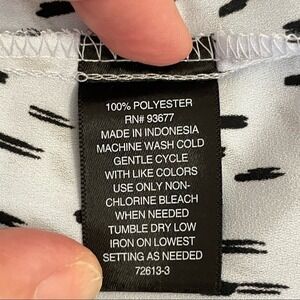 100% POLYESTER
RN# 93677
MADE IN INDONESIA
MACHINE WASH COLD
GENTLE CYCLE
WITH LIKE COLORS
USE ONLY NON-
CHLORINE BLEACH
WHEN NEEDED
TUMBLE DRY LOW
IRON ON LOWEST
SETTING AS NEEDED
72613-3